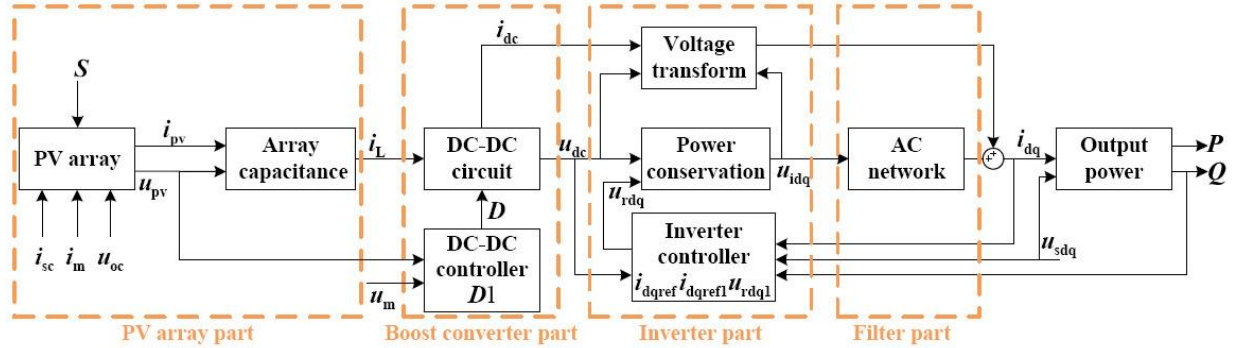 S
PV array
i_sc
i_m
u_oc
i_pv
u_pv
Array
capacitance
PV array part
i_L
u_m
i_dc
DC-DC
circuit
D
DC-DC
controller
D1
Boost converter part
u_dc
Voltage
transform
Power
conservation
u_rdq
u_idq
Inverter
controller
i_dqref i_dqref1 u_rdq1
Inverter part
AC
network
Filter part
++
i_dq
u_sdq
Output
power
P
Q